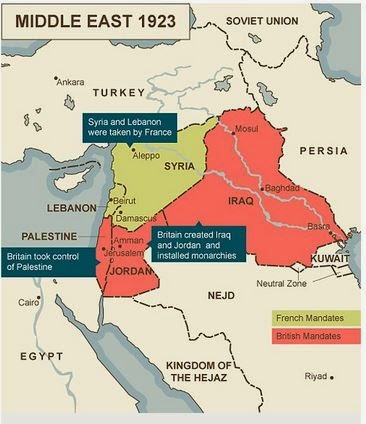 MIDDLE EAST 1923
SOVIET UNION
Ankara
TURKEY
Syria and Lebanon
were taken by France
Mosul
Aleppo
PERSIA
SYRIA
Beirut
Baghdad
LEBANON
IRAQ
Damascus
Basra
PALESTINE
Amman
Britain created Iraq
and Jordan and
installed monarchies
Britain took control
of Palestine
Jerusalem
KUWAIT
JORDAN
Neutral Zone
NEJD
Cairo
French Mandates
British Mandates
EGYPT
KINGDOM OF
THE HEJAZ
Riyad